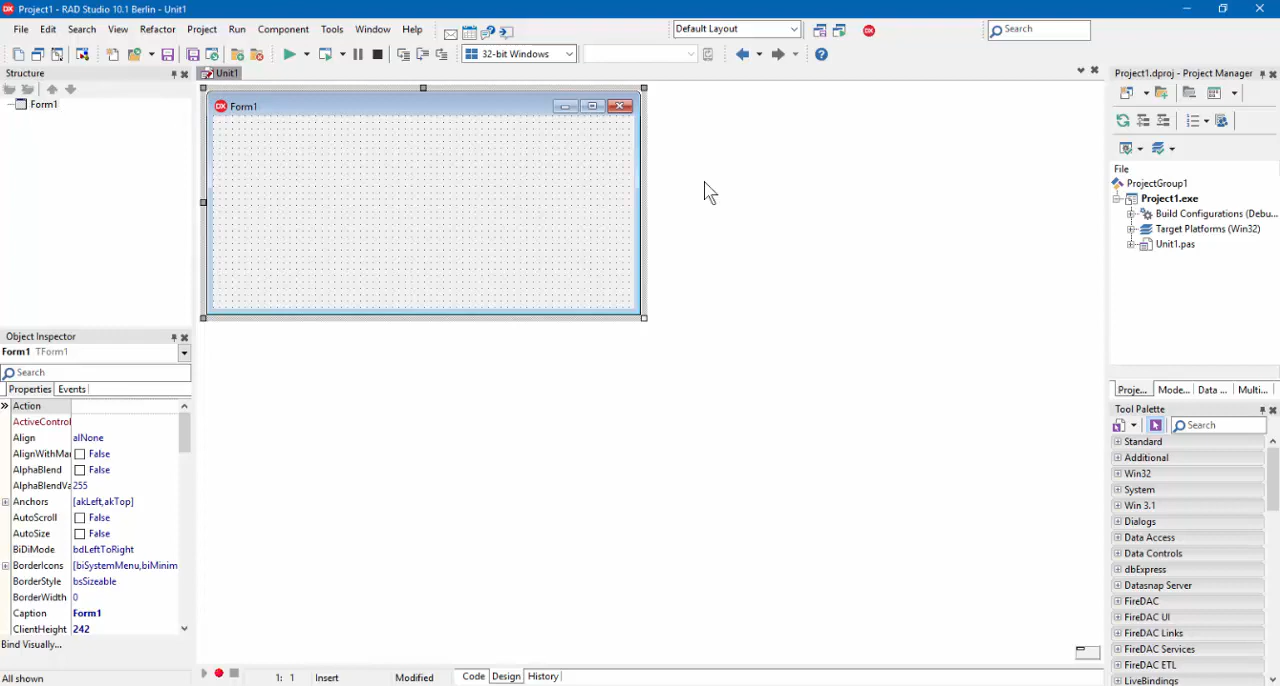 Project1 - RAD Studio 10.1 Berlin - Unit1
File Edit Search View Refactor Project Run Component Tools Window Help
Default Layout
Search
32-bit Windows
Structure
Unit1
Form1
Form1
Project1.dproj - Project Manager
File
ProjectGroup1
Project1.exe
Build Configurations (Debu...
Target Platforms (Win32)
Unit1.pas
Proje... Mode... Data ... Multi...
Object Inspector
Form1 TForm1
Search
Properties Events
Action
ActiveControl
Align alNone
AlignWithMar False
AlphaBlend False
AlphaBlendVa 255
Anchors [akLeft,akTop]
AutoScroll False
AutoSize False
BiDiMode bdLeftToRight
BorderIcons [biSystemMenu,biMinim
BorderStyle bsSizeable
BorderWidth 0
Caption Form1
ClientHeight 242
Bind Visually...
All shown
Tool Palette
Search
Standard
Additional
Win32
System
Win 3.1
Dialogs
Data Access
Data Controls
dbExpress
Datasnap Server
FireDAC
FireDAC UI
FireDAC Links
FireDAC Services
FireDAC ETL
LiveBindings
1: 1 Insert Modified Code Design History